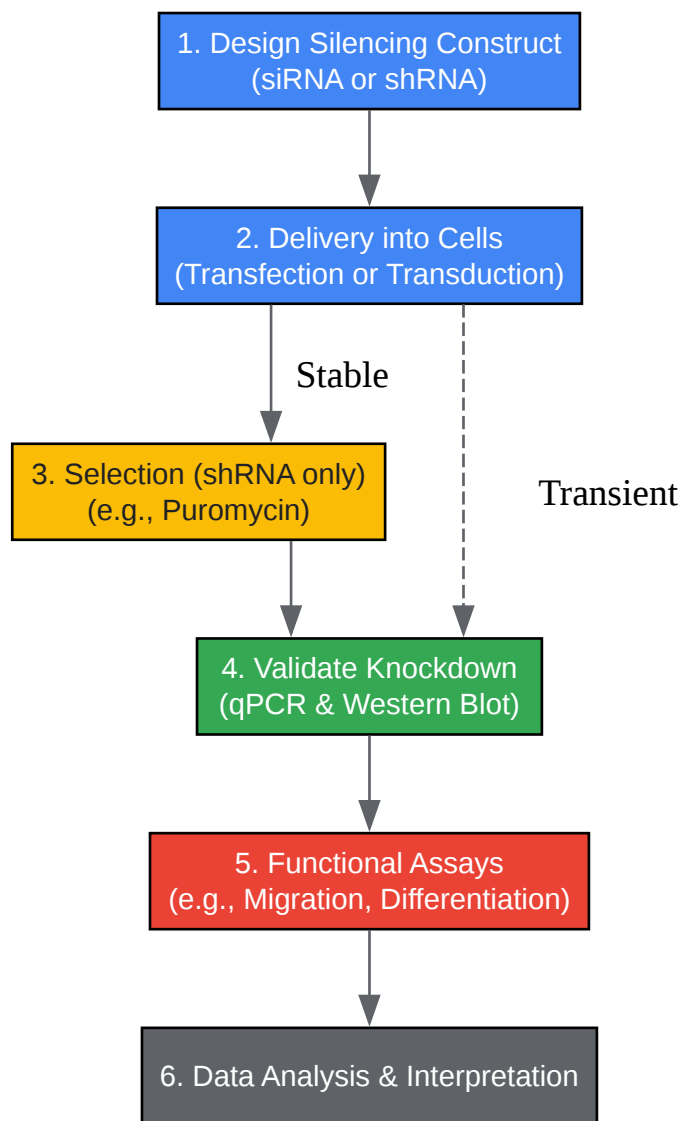 1. Design Silencing Construct
(siRNA or shRNA)
2. Delivery into Cells
(Transfection or Transduction)
Stable
3. Selection (shRNA only)
(e.g., Puromycin)
Transient
4. Validate Knockdown
(qPCR & Western Blot)
5. Functional Assays
(e.g., Migration, Differentiation)
6. Data Analysis & Interpretation